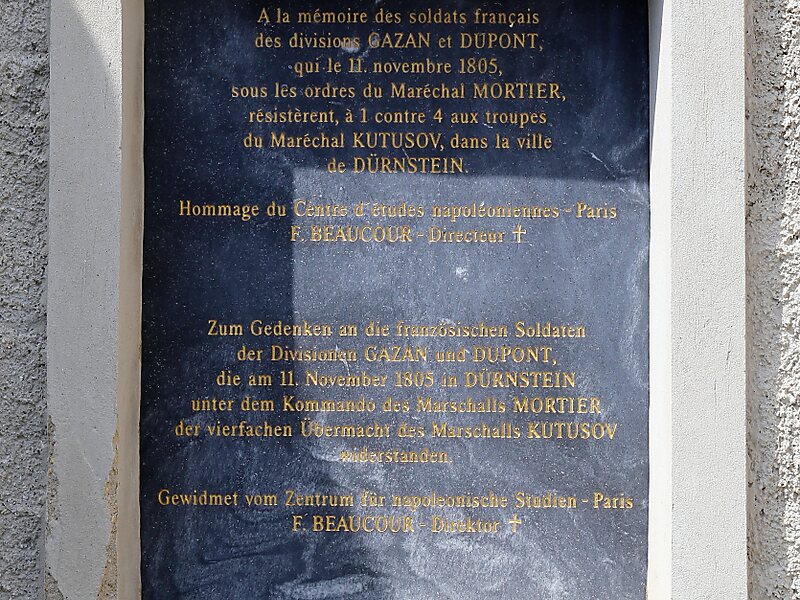 A la mémoire des soldats français
des divisions GAZAN et DUPONT,
qui le 11. novembre 1805,
sous les ordres du Maréchal MORTIER,
résistèrent, à 1 contre 4 aux troupes
du Maréchal KUTUSOV, dans la ville
de DÜRNSTEIN.
Hommage du Centre d'études napoléoniennes - Paris
F. BEAUCOUR - Directeur ✝
Zum Gedenken an die französischen Soldaten
der Divisionen GAZAN und DUPONT,
die am 11. November 1805 in DÜRNSTEIN
unter dem Kommando des Marschalls MORTIER
der vierfachen Übermacht des Marschalls KUTUSOV
widerstanden.
Gewidmet vom Zentrum für napoleonische Studien - Paris
F. BEAUCOUR - Direktor ✝